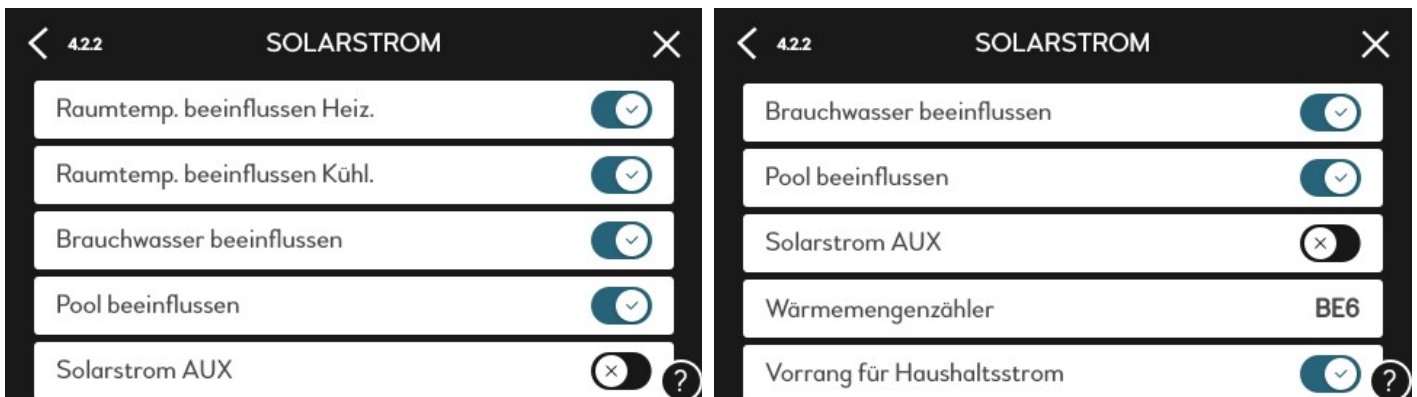 4.2.2 SOLARSTROM
Raumtemp. beeinflussen Heiz.
Raumtemp. beeinflussen Kühl.
Brauchwasser beeinflussen
Pool beeinflussen
Solarstrom AUX
?
4.2.2 SOLARSTROM
Brauchwasser beeinflussen
Pool beeinflussen
Solarstrom AUX
Wärmemengenzähler BE6
Vorrang für Haushaltsstrom
?